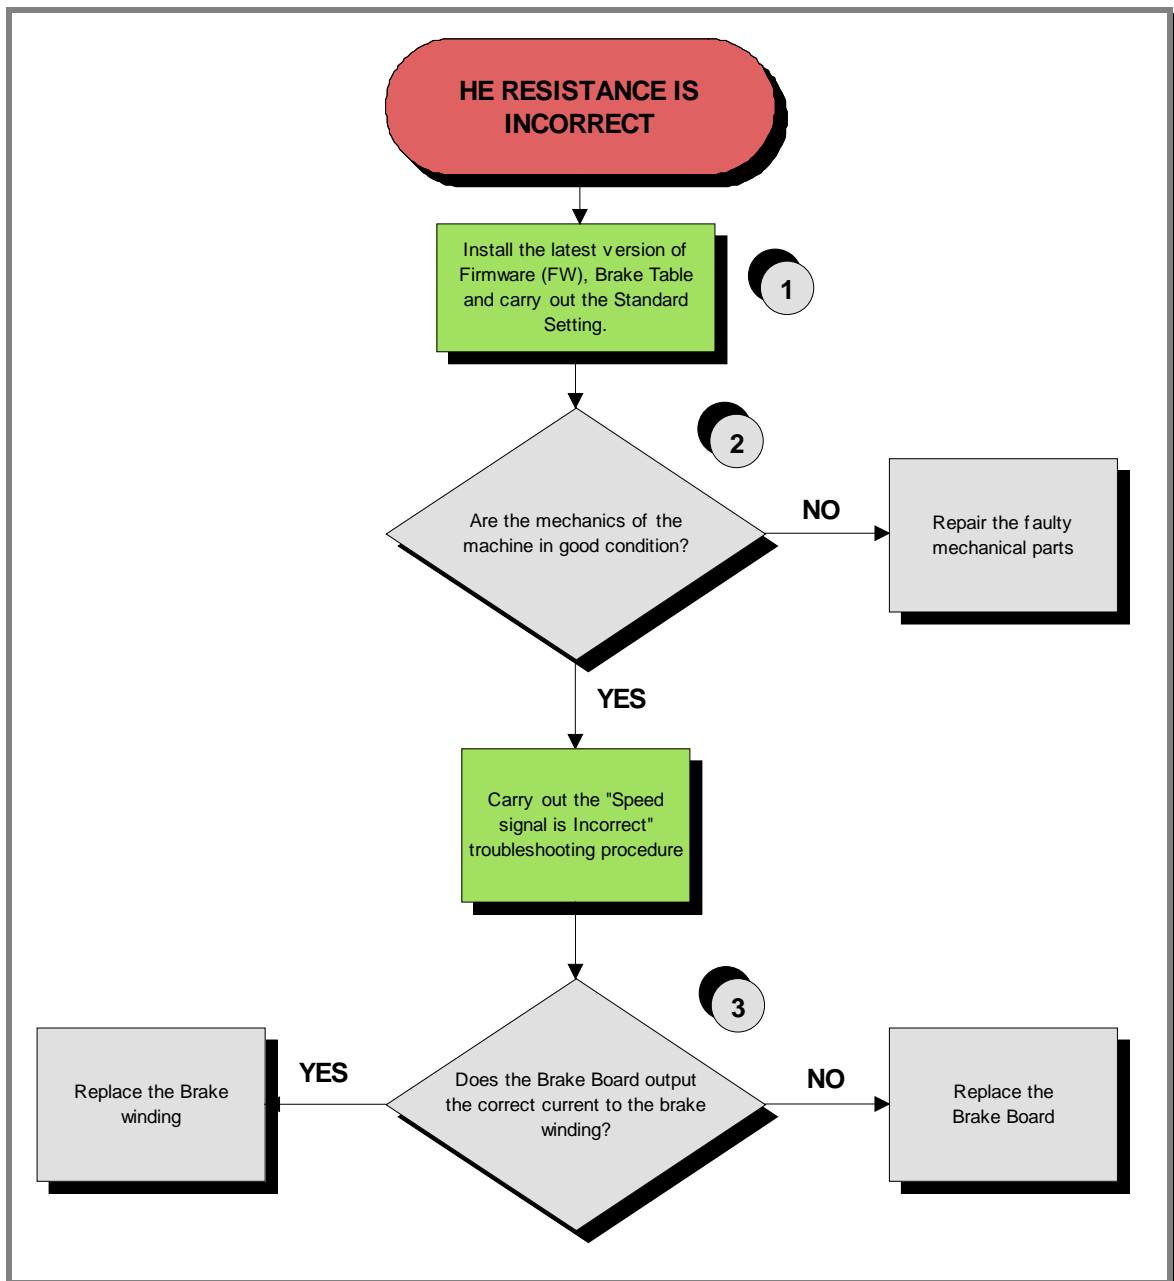 HE RESISTANCE IS
INCORRECT
Install the latest version of
Firmware (FW), Brake Table
and carry out the Standard
Setting.
1
2
Are the mechanics of the
machine in good condition?
NO
Repair the faulty
mechanical parts
YES
Carry out the "Speed
signal is Incorrect"
troubleshooting procedure
3
Replace the Brake
winding
YES
Does the Brake Board output
the correct current to the brake
winding?
NO
Replace the
Brake Board